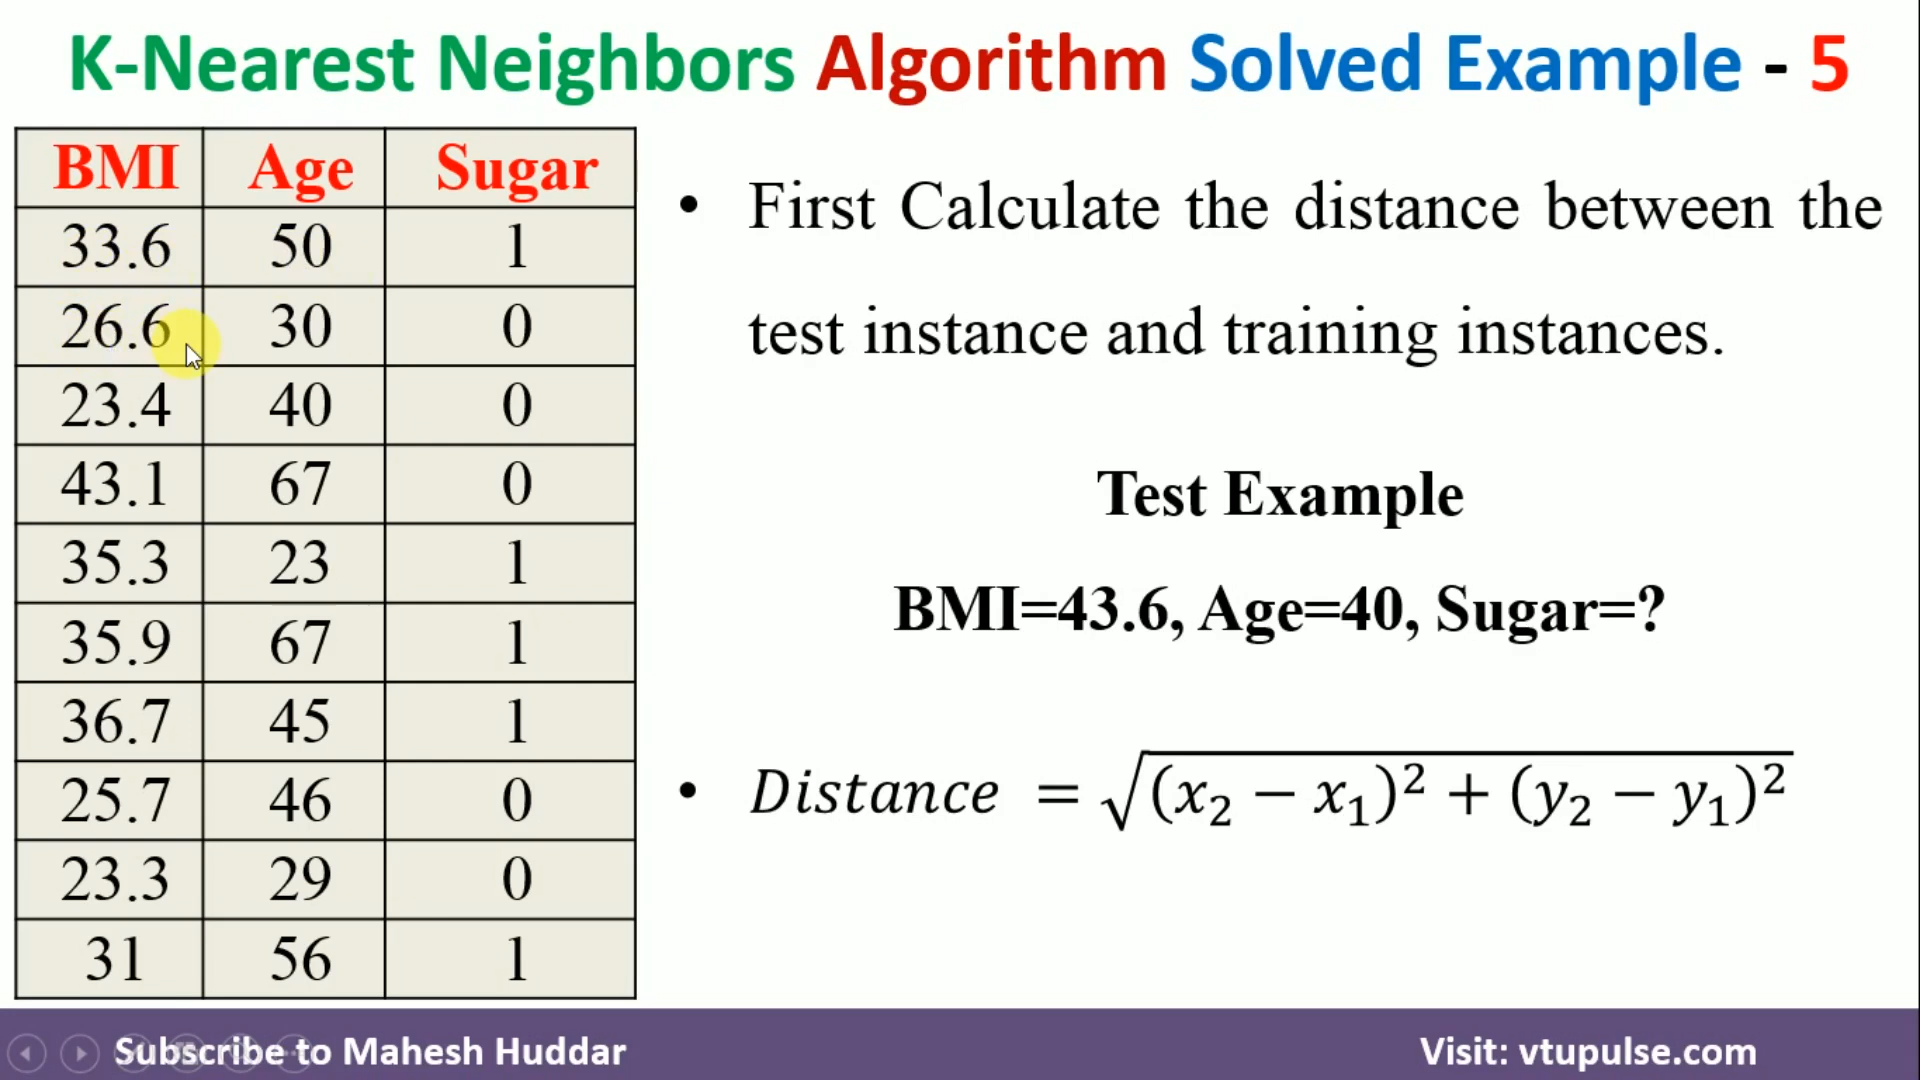 K-Nearest Neighbors Algorithm Solved Example - 5
BMI Age Sugar
33.6 50 1
26.6 30 0
23.4 40 0
43.1 67 0
35.3 23 1
35.9 67 1
36.7 45 1
25.7 46 0
23.3 29 0
31 56 1
• First Calculate the distance between the
test instance and training instances.
Test Example
BMI=43.6, Age=40, Sugar=?
• Distance = √(x₂ − x₁)² + (y₂ − y₁)²
Subscribe to Mahesh Huddar
Visit: vtupulse.com